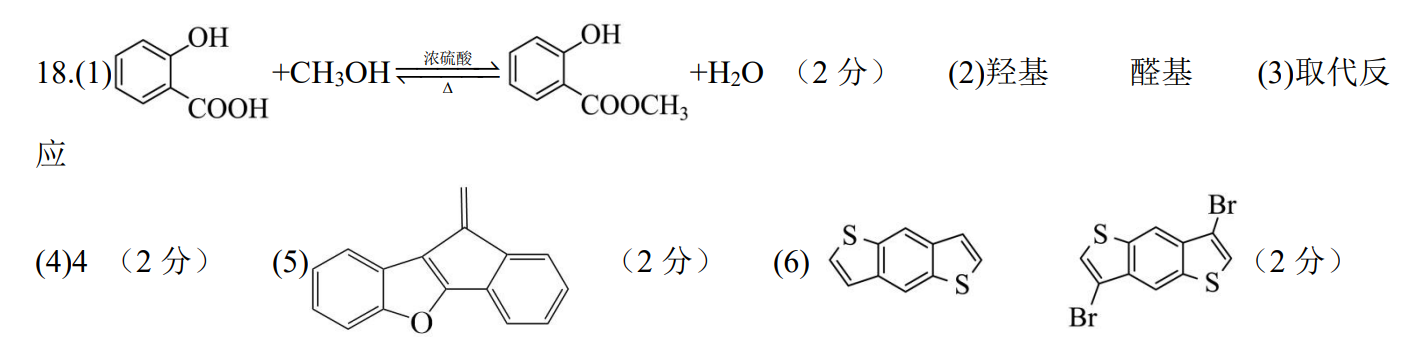 18.(1) OH COOH +CH3OH 浓硫酸 Δ OH COOCH₃ +H2O （2 分） (2)羟基 醛基 (3)取代反
应
(4)4 （2 分） (5) O （2 分） (6) S S S Br Br S （2 分）